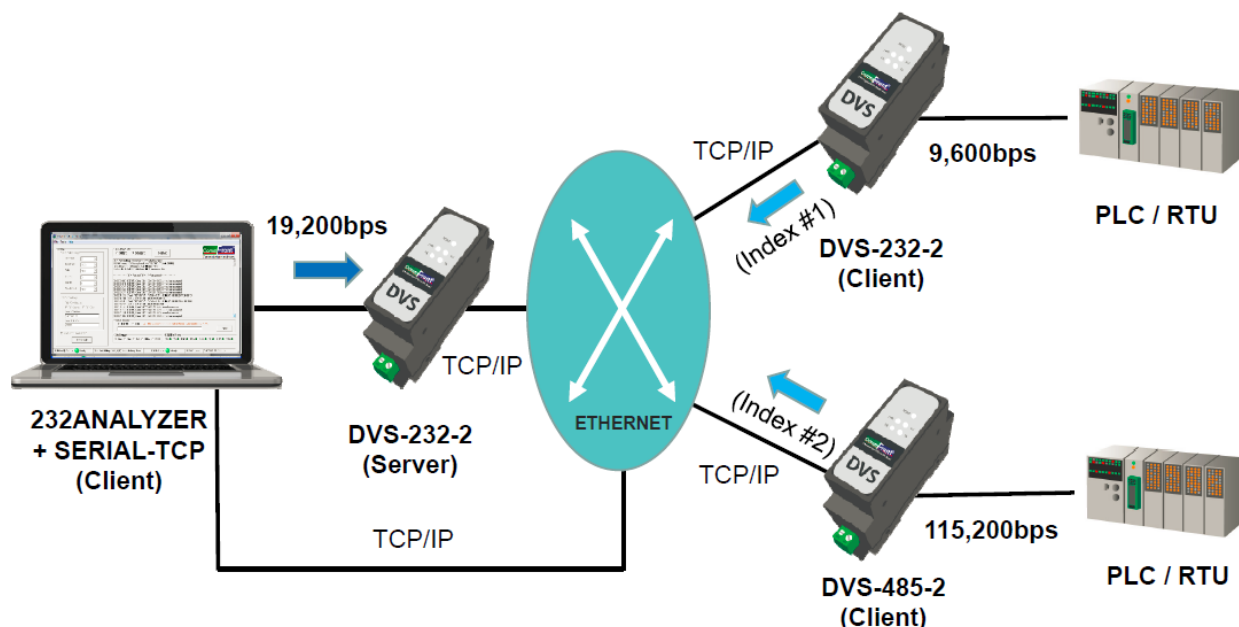 DVS
TCP/IP
9,600bps
PLC / RTU
(Index #1)
DVS-232-2
(Client)
19,200bps
DVS
TCP/IP
232ANALYZER
+ SERIAL-TCP
(Client)
DVS-232-2
(Server)
ETHERNET
(Index #2)
TCP/IP
DVS
115,200bps
TCP/IP
DVS-485-2
(Client)
PLC / RTU